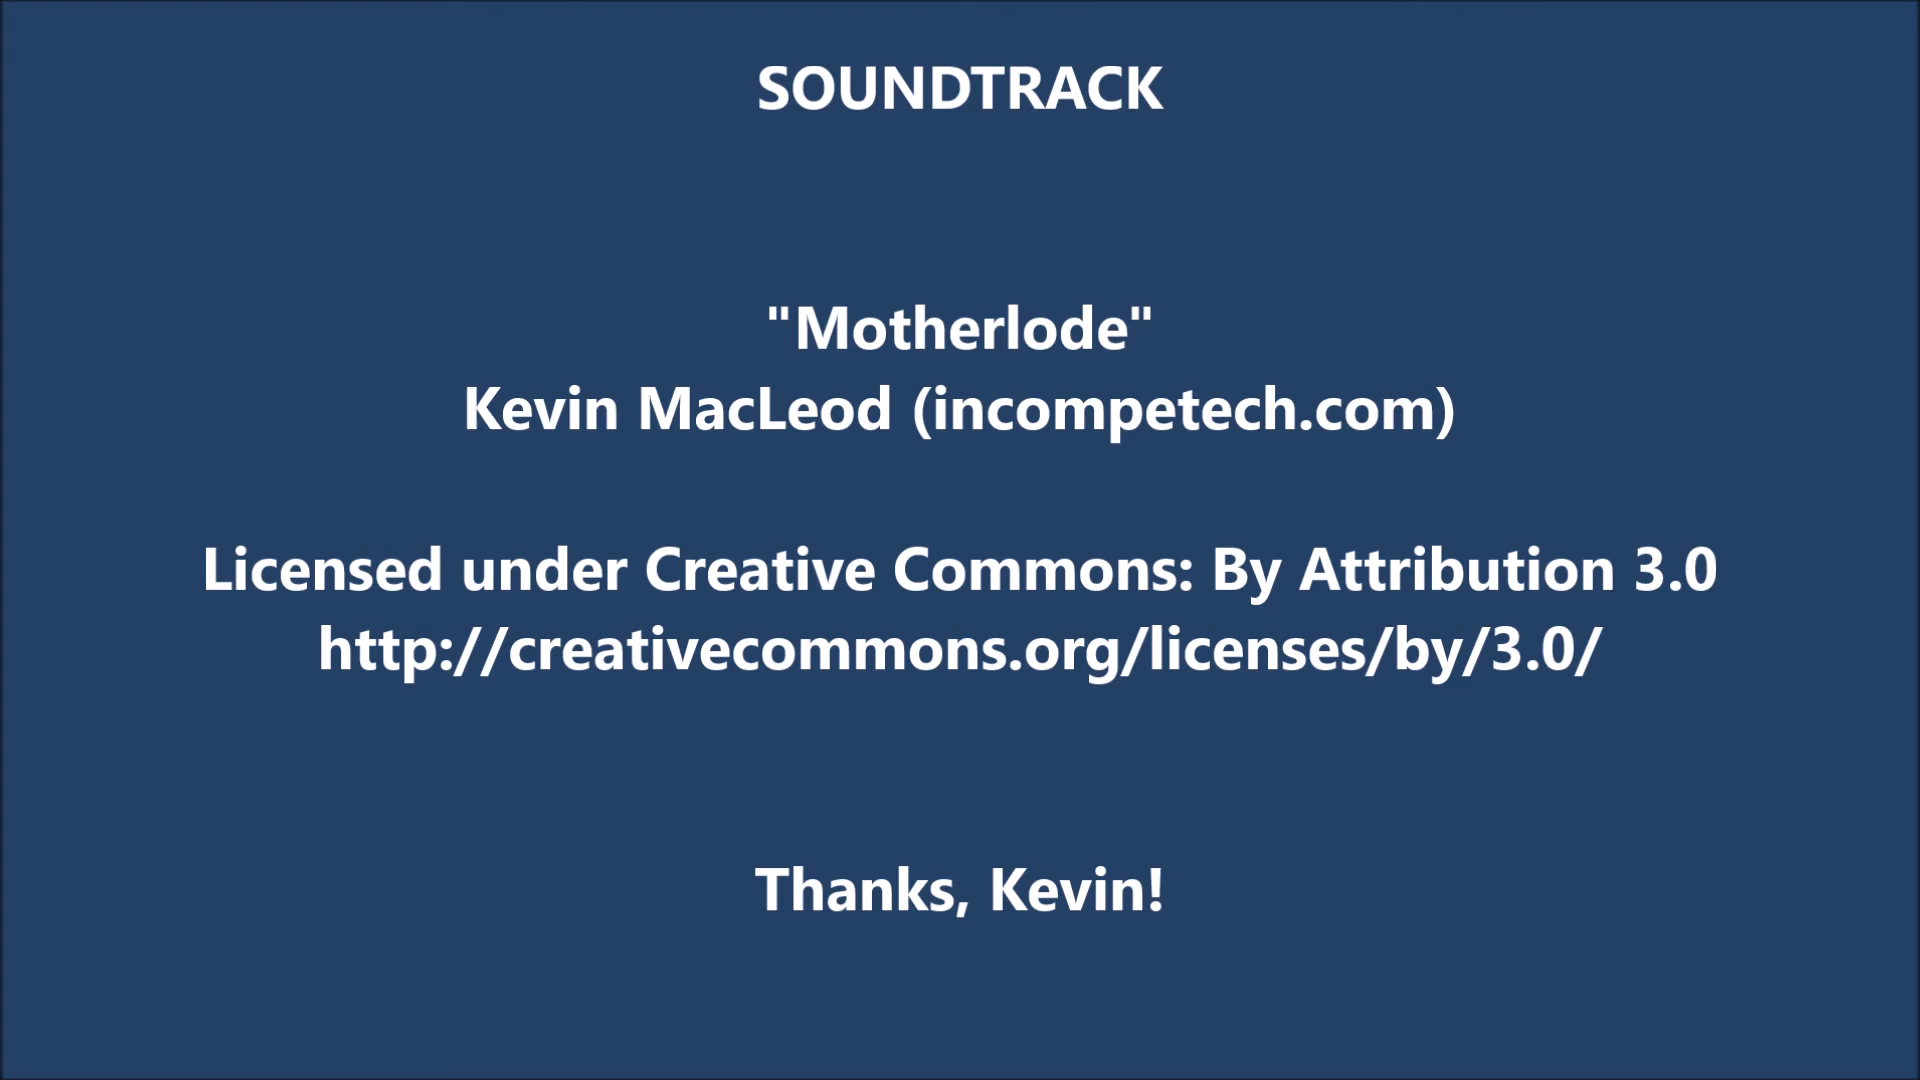 SOUNDTRACK
"Motherlode"
Kevin MacLeod (incompetech.com)
Licensed under Creative Commons: By Attribution 3.0
http://creativecommons.org/licenses/by/3.0/
Thanks, Kevin!